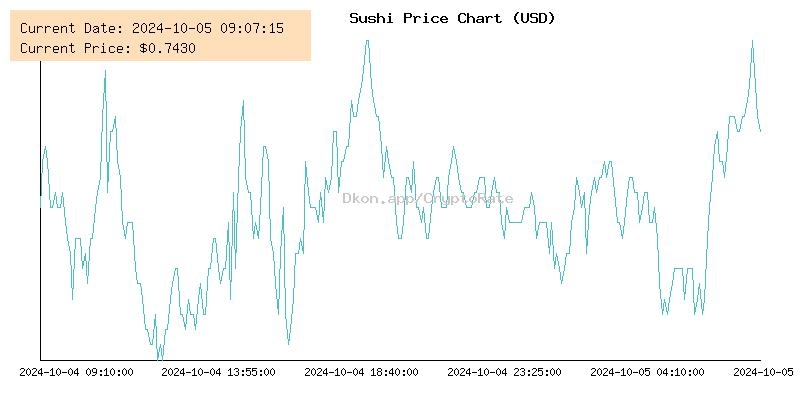 Sushi Price Chart (USD)
Current Date: 2024-10-05 09:07:15
Current Price: $0.7430
Dkon.app/CryptoRate
2024-10-04 09:10:00 2024-10-04 13:55:00 2024-10-04 18:40:00 2024-10-04 23:25:00 2024-10-05 04:10:00 2024-10-05